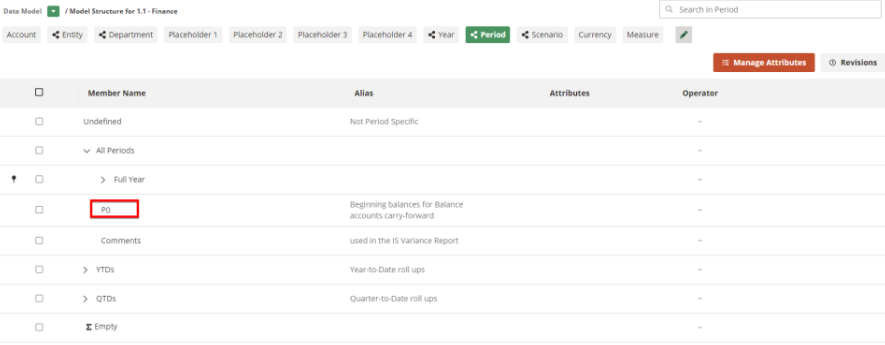 Data Model / Model Structure for 1.1 - Finance
Search in Period
Account Entity Department Placeholder 1 Placeholder 2 Placeholder 3 Placeholder 4 Year Period Scenario Currency Measure
Manage Attributes Revisions
Member Name Alias Attributes Operator
Undefined Not Period Specific ~
All Periods ~
Full Year ~
P0 Beginning balances for Balance
accounts carry-forward ~
Comments used in the IS Variance Report ~
YTDs Year-to-Date roll ups ~
QTDs Quarter-to-Date roll ups ~
Σ Empty ~